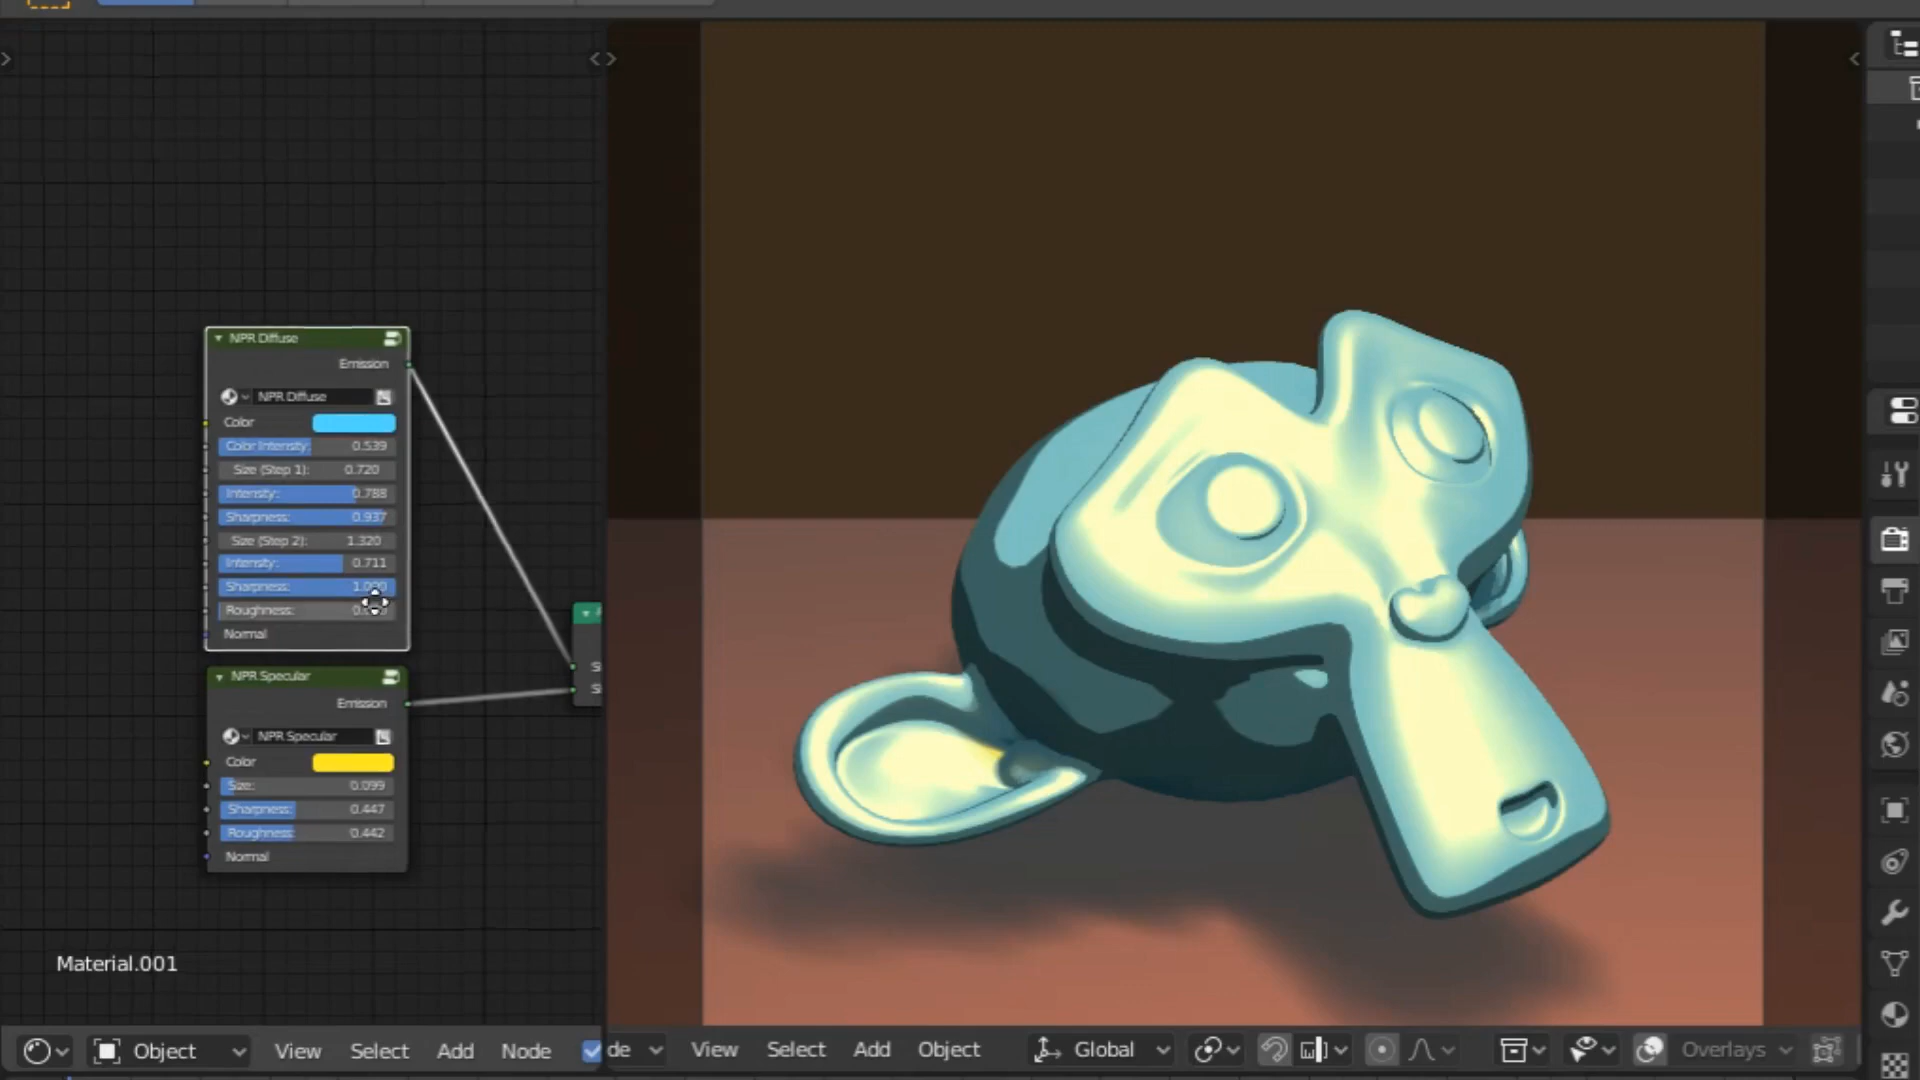 NPR Diffuse
Emission
NPR Diffuse
Color
Color Intensity: 0.539
Size (Step 1): 0.720
Intensity: 0.788
Sharpness: 0.937
Size (Step 2): 1.320
Intensity: 0.711
Sharpness: 1.000
Roughness:
Normal
NPR Specular
Emission
NPR Specular
Color
Size: 0.099
Sharpness: 0.447
Roughness: 0.442
Normal
S
S
Material.001
Object View Select Add Node
de View Select Add Object Global Overlays